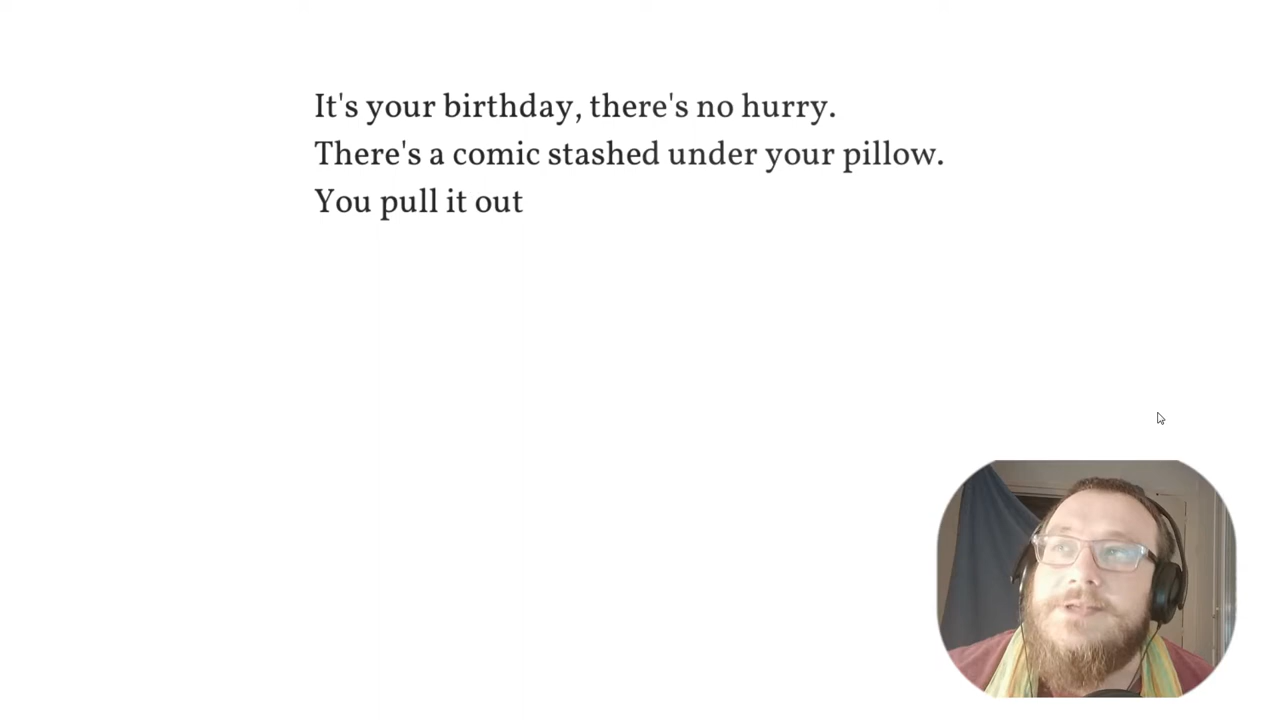 It's your birthday, there's no hurry.
There's a comic stashed under your pillow.
You pull it out